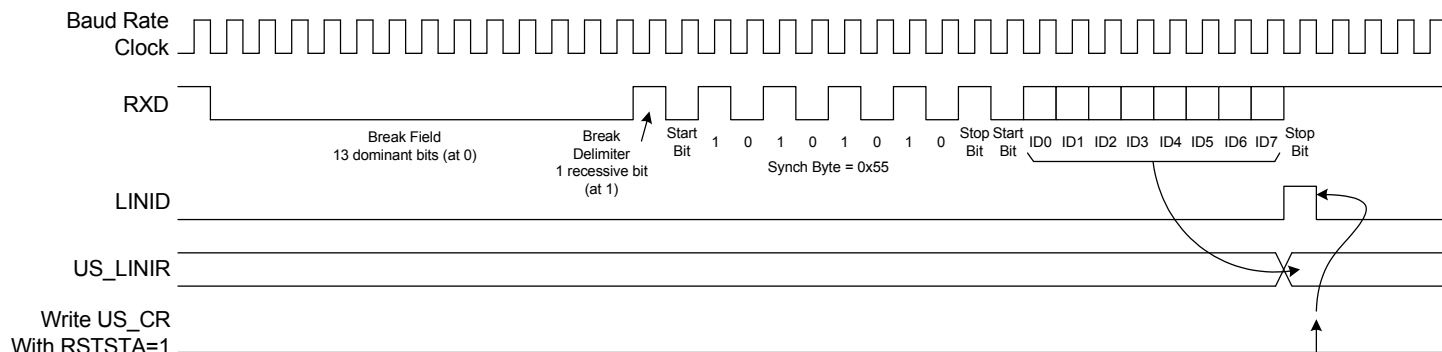 Baud Rate
Clock
RXD
Break Field
13 dominant bits (at 0)
Break
Delimiter
1 recessive bit
(at 1)
Start
Bit
1 0 1 0 1 0 1 0
Stop
Bit
Start
Bit
ID0 ID1 ID2 ID3 ID4 ID5 ID6 ID7
Stop
Bit
Synch Byte = 0x55
LINID
US_LINIR
Write US_CR
With RSTSTA=1